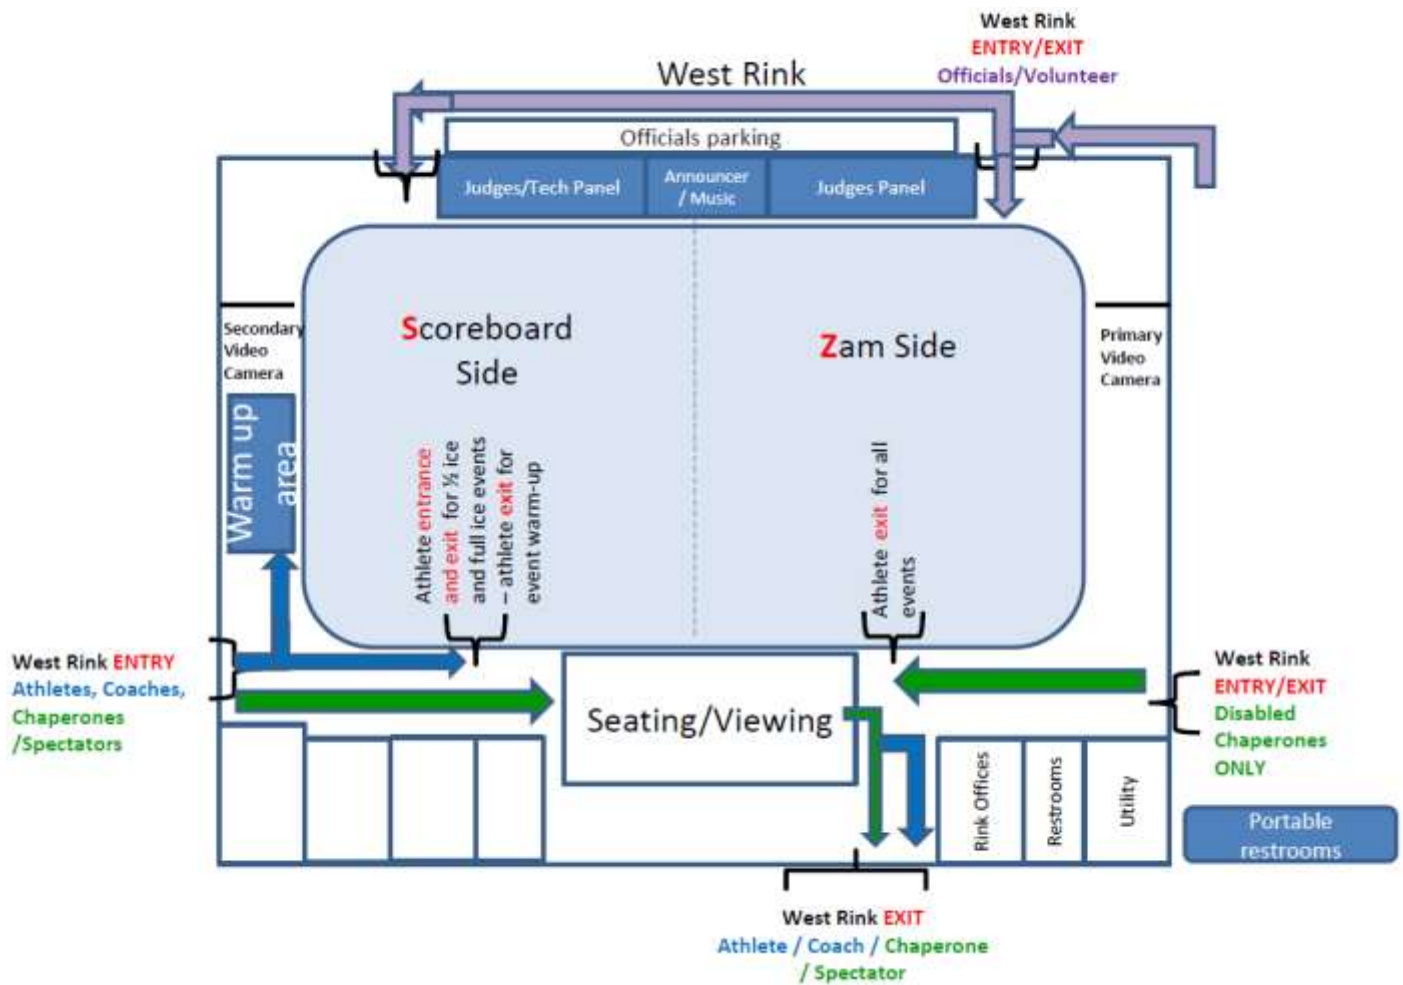 West Rink
ENTRY/EXIT
Officials/Volunteer
West Rink
Officials parking
Judges/Tech Panel
Announcer
/ Music
Judges Panel
Secondary
Video
Camera
Scoreboard
Side
Zam Side
Primary
Video
Camera
Warm up
area
Athlete entrance
and exit for ½ ice
and full ice events
– athlete exit for
event warm-up
Athlete exit for all
events
West Rink ENTRY
Athletes, Coaches,
Chaperones
/Spectators
Seating/Viewing
West Rink
ENTRY/EXIT
Disabled
Chaperones
ONLY
Rink Offices
Restrooms
Utility
Portable
restrooms
West Rink EXIT
Athlete / Coach / Chaperone
/ Spectator